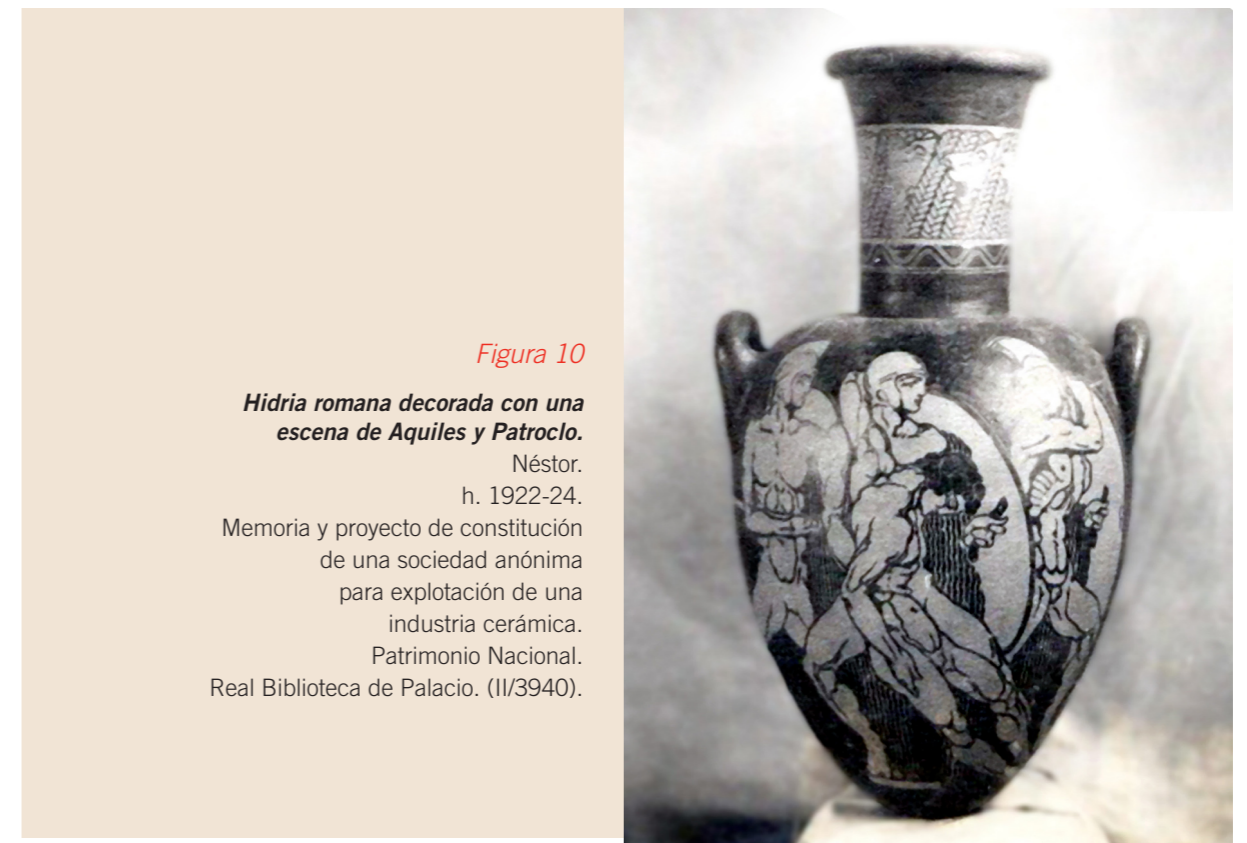 Figura 10
Hidria romana decorada con una
escena de Aquiles y Patroclo.
Néstor.
h. 1922-24.
Memoria y proyecto de constitución
de una sociedad anónima
para explotación de una
industria cerámica.
Patrimonio Nacional.
Real Biblioteca de Palacio. (II/3940).